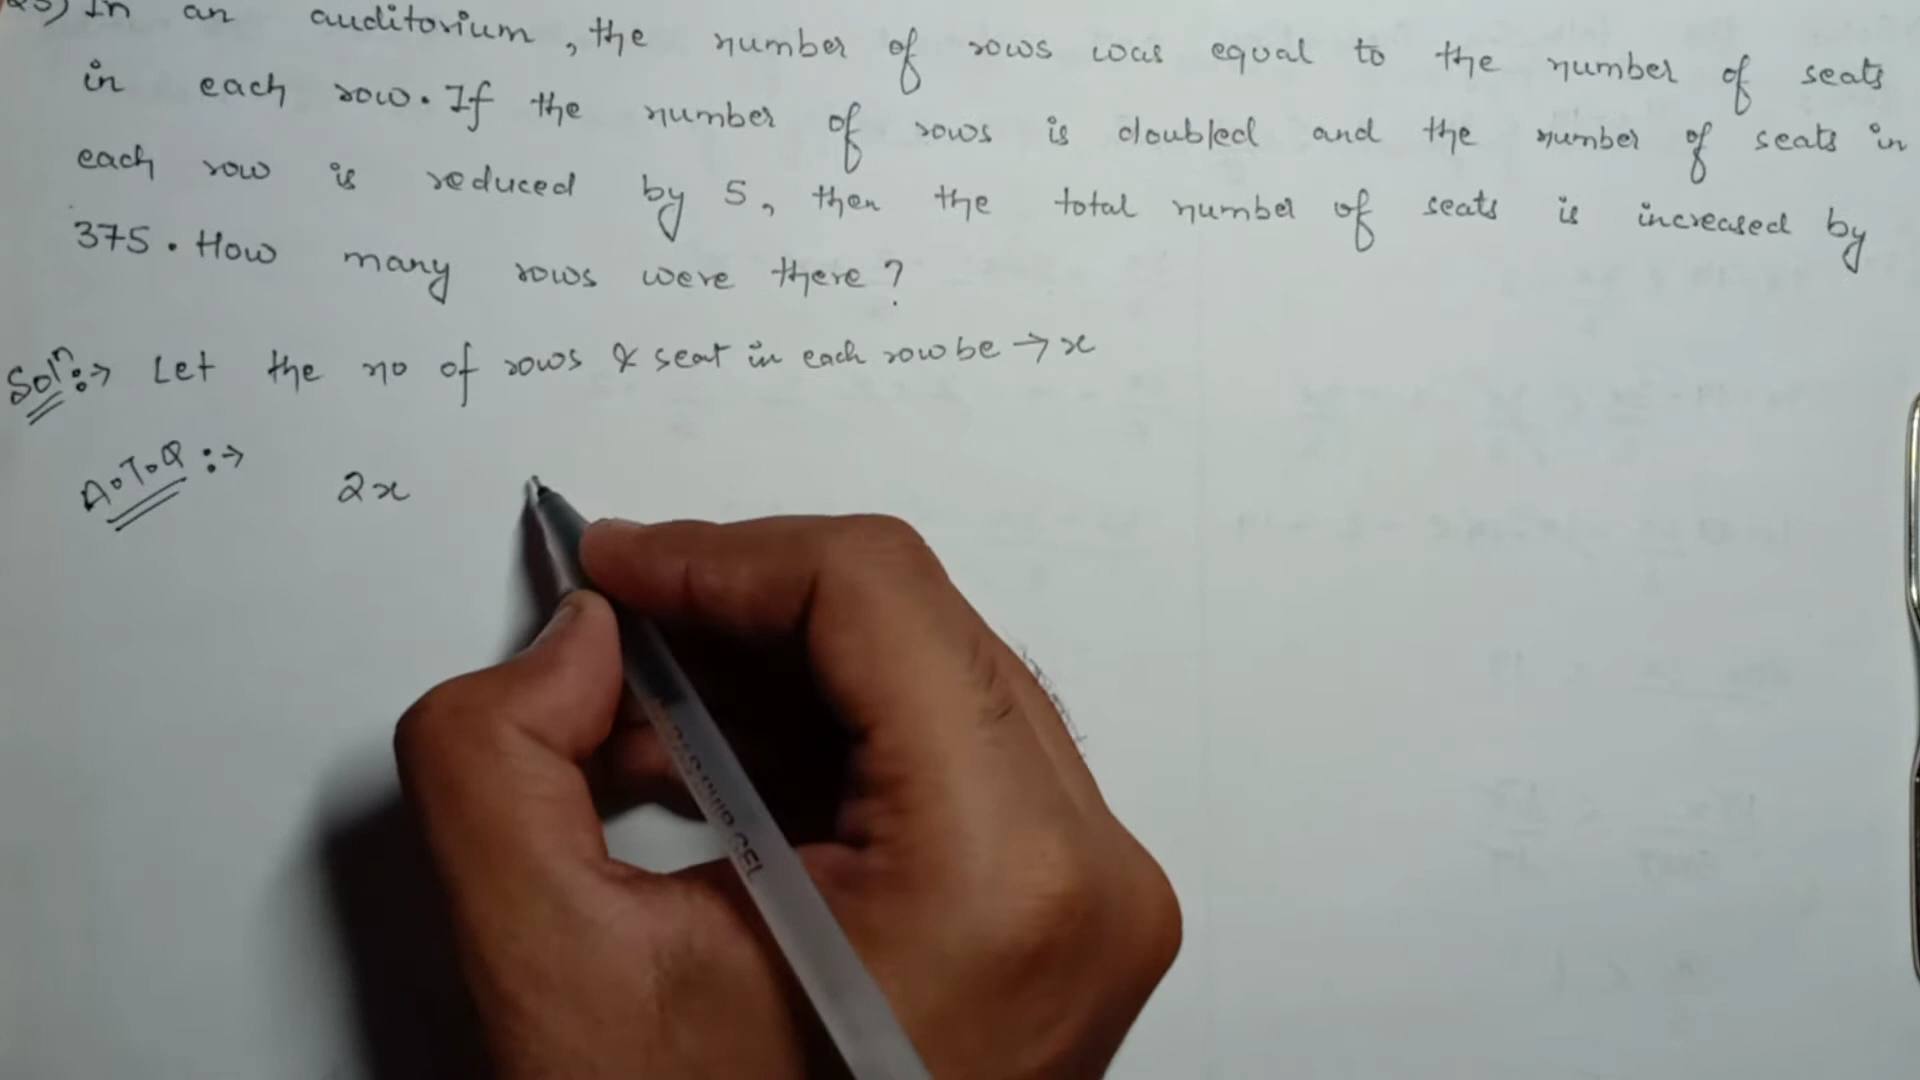 In an auditorium, the number of rows was equal to the number of seats
in each row. If the number of rows is doubled and the number of seats in
each row is reduced by 5, then the total number of seats is increased by
375. How many rows were there?
Solⁿ:→ Let the no of rows & seat in each row be → x
A.T.Q :→ 2x
GEL